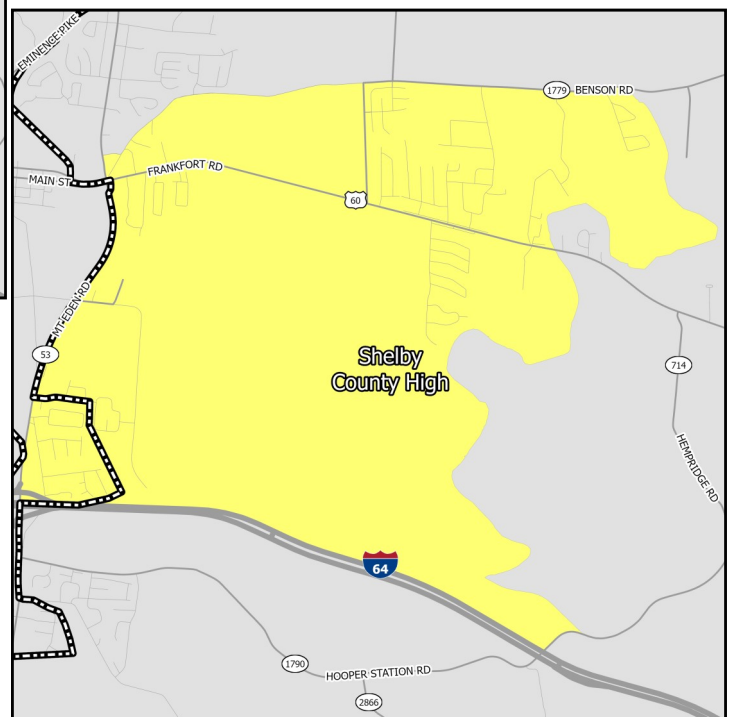 EMINENCE PIKE
1779 BENSON RD
FRANKFORT RD
MAIN ST
60
MT EDEN RD
53
Shelby
County High
714
HEMPRIDGE RD
64
1790
HOOPER STATION RD
2866